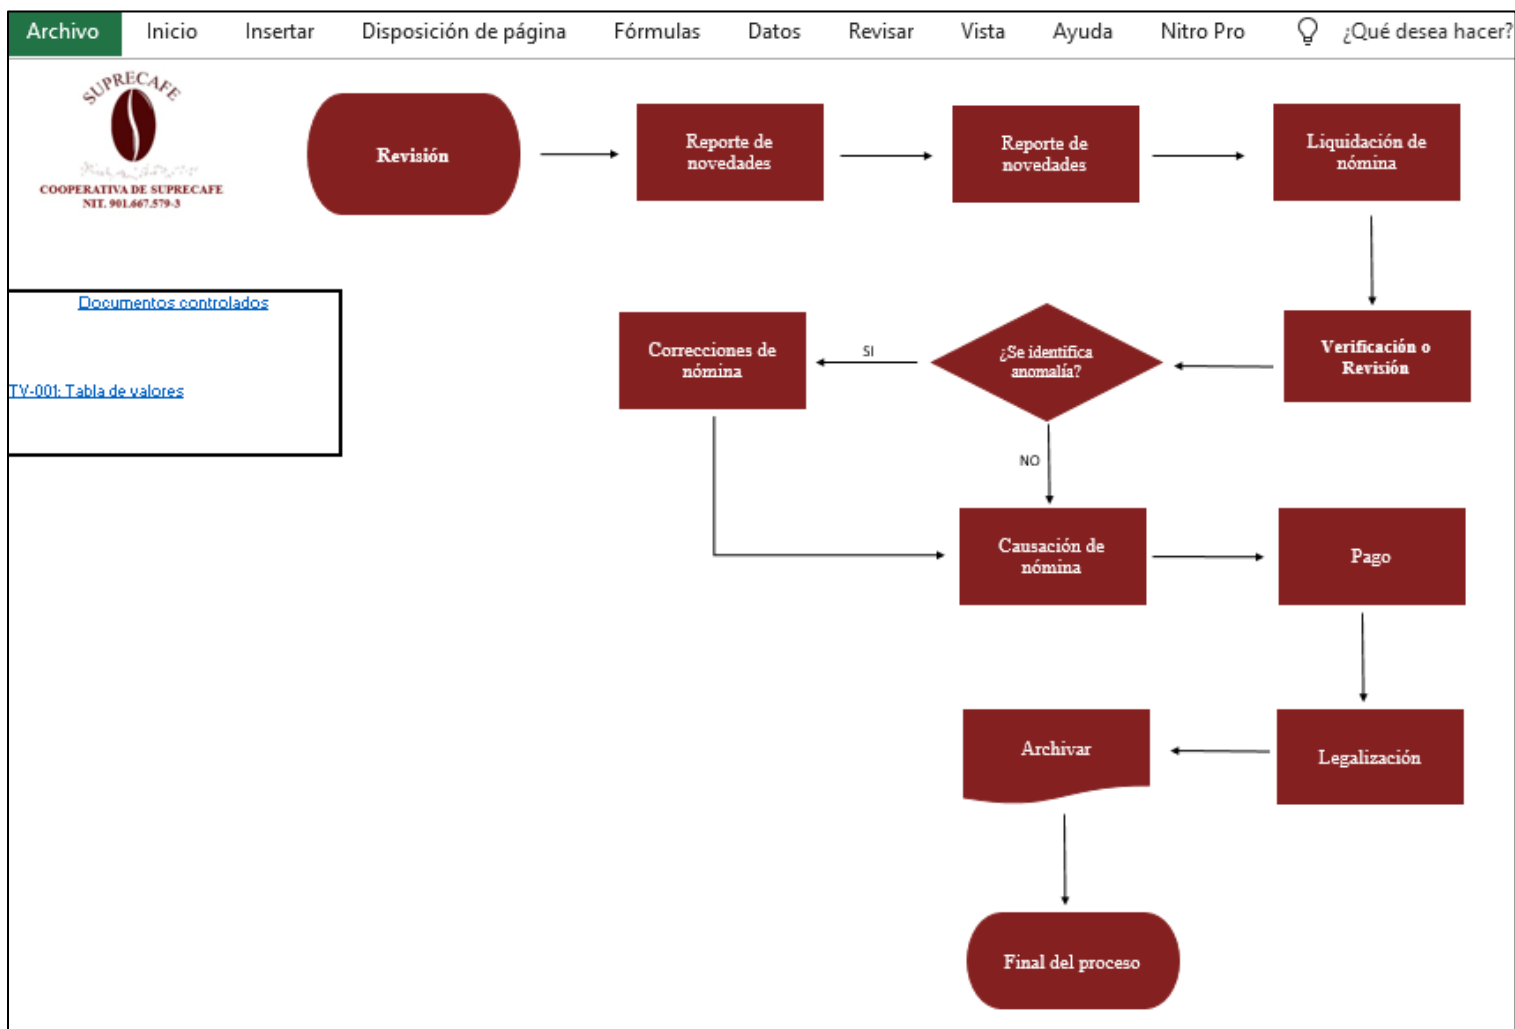 Archivo Inicio Insertar Disposición de página Fórmulas Datos Revisar Vista Ayuda Nitro Pro ¿Qué desea hacer?
SUPRECAFE
COOPERATIVA DE SUPRECAFE
NIT. 901.667.579-3
Revisión
Reporte de
novedades
Reporte de
novedades
Liquidación de
nómina
Documentos controlados
TV-001: Tabla de valores
Correcciones de
nómina
SI
¿Se identifica
anomalía?
Verificación o
Revisión
NO
Causación de
nómina
Pago
Archivar
Legalización
Final del proceso